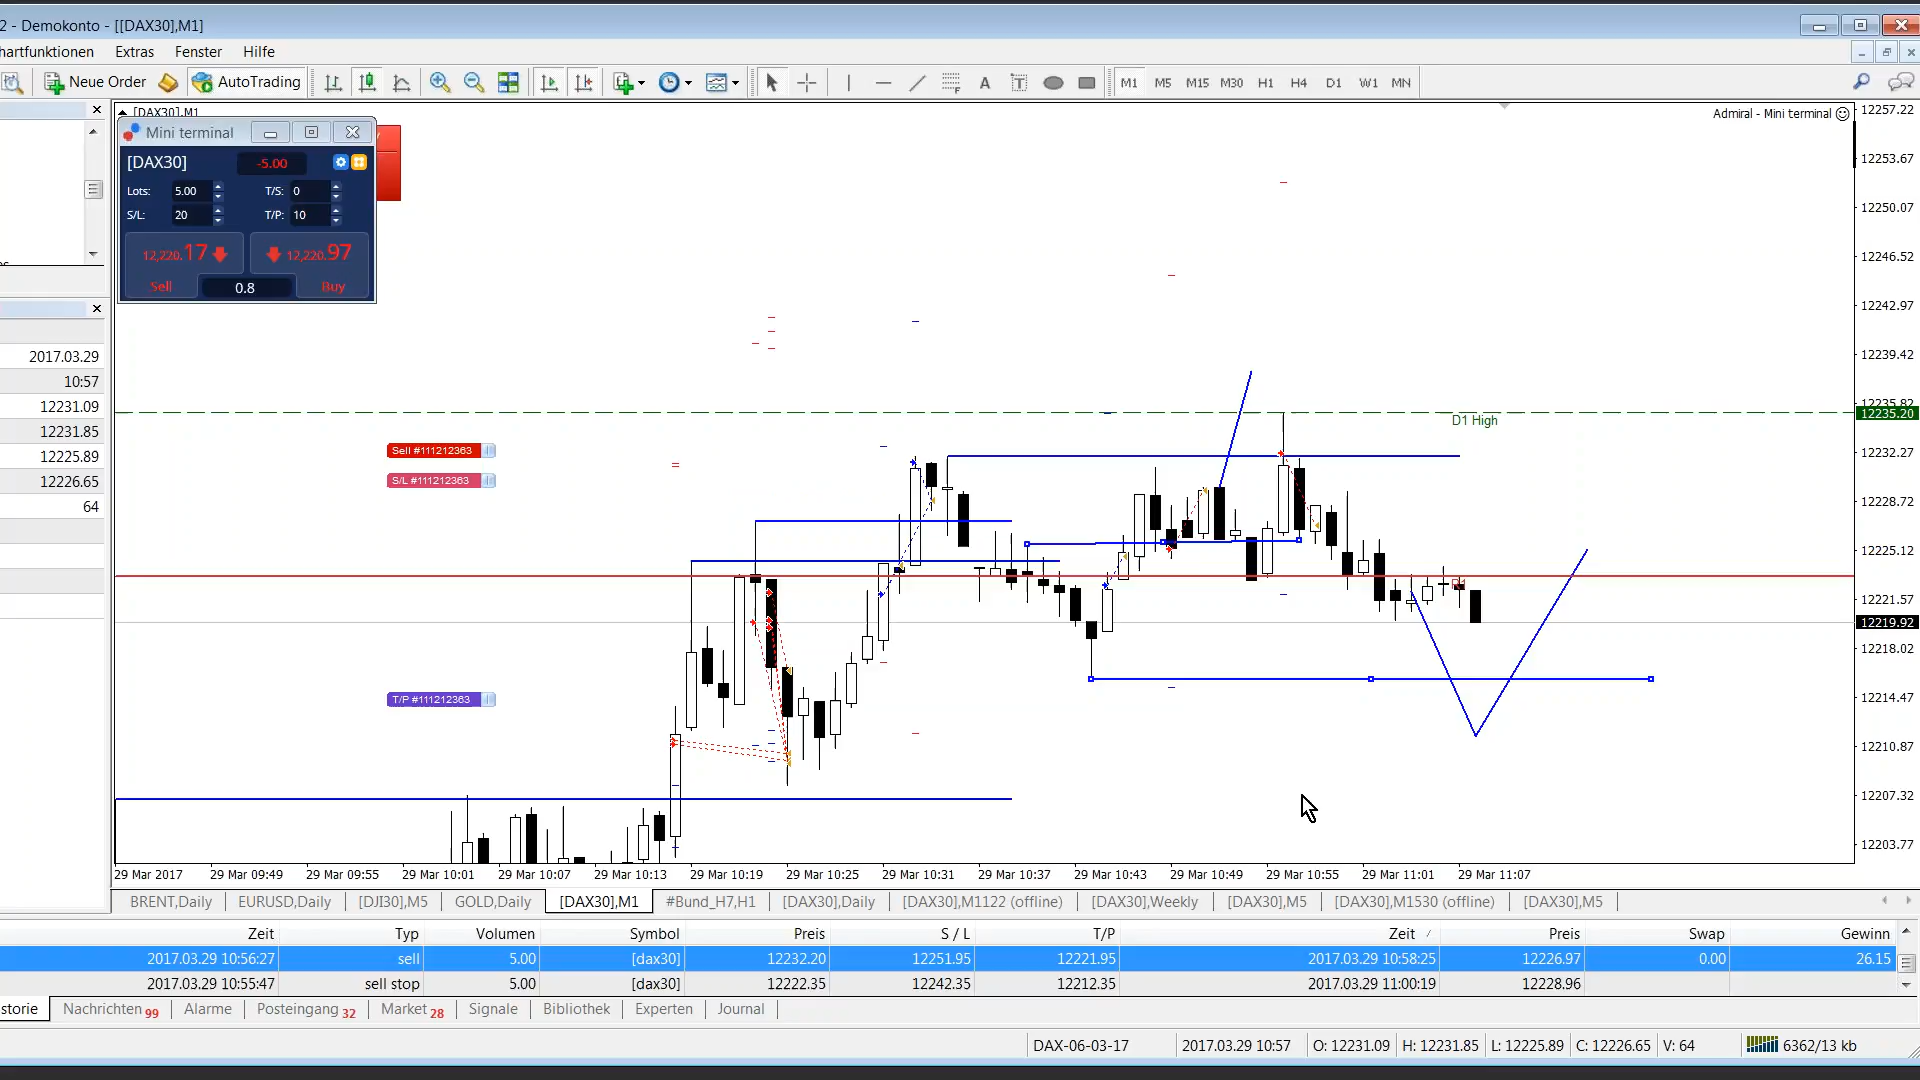 2 - Demokonto - [[DAX30],M1]
hartfunktionen Extras Fenster Hilfe
Neue Order AutoTrading A T M1 M5 M15 M30 H1 H4 D1 W1 MN
[DAX30],M1
Admiral - Mini terminal
Mini terminal
[DAX30] -5.00
Lots: 5.00 T/S: 0
S/L: 20 T/P: 10
12,220.17 12,220.97
Sell 0.8 Buy
2017.03.29
10:57
12231.09
12231.85
12225.89
12226.65
64
Sell #111212363
S/L #111212363
T/P #111212363
D1 High
12257.22
12253.67
12250.07
12246.52
12242.97
12239.42
12235.82
12235.20
12232.27
12228.72
12225.12
12221.57
12219.92
12218.02
12214.47
12210.87
12207.32
12203.77
29 Mar 2017 29 Mar 09:49 29 Mar 09:55 29 Mar 10:01 29 Mar 10:07 29 Mar 10:13 29 Mar 10:19 29 Mar 10:25 29 Mar 10:31 29 Mar 10:37 29 Mar 10:43 29 Mar 10:49 29 Mar 10:55 29 Mar 11:01 29 Mar 11:07
BRENT,Daily EURUSD,Daily [DJI30],M5 GOLD,Daily [DAX30],M1 #Bund_H7,H1 [DAX30],Daily [DAX30],M1122 (offline) [DAX30],Weekly [DAX30],M5 [DAX30],M1530 (offline) [DAX30],M5
Zeit Typ Volumen Symbol Preis S / L T/P Zeit Preis Swap Gewinn
2017.03.29 10:56:27 sell 5.00 [dax30] 12232.20 12251.95 12221.95 2017.03.29 10:58:25 12226.97 0.00 26.15
2017.03.29 10:55:47 sell stop 5.00 [dax30] 12222.35 12242.35 12212.35 2017.03.29 11:00:19 12228.96
storie Nachrichten 99 Alarme Posteingang 32 Market 28 Signale Bibliothek Experten Journal
DAX-06-03-17 2017.03.29 10:57 O: 12231.09 H: 12231.85 L: 12225.89 C: 12226.65 V: 64 6362/13 kb